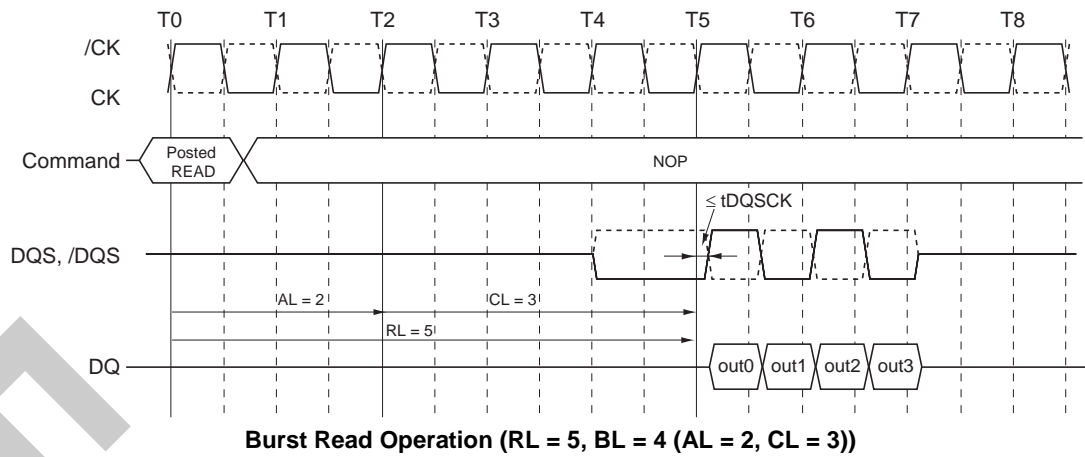 T0 T1 T2 T3 T4 T5 T6 T7 T8
/CK
CK
Command
Posted
READ
NOP
≤ tDQSCK
DQS, /DQS
AL = 2
CL = 3
RL = 5
DQ
out0 out1 out2 out3
Burst Read Operation (RL = 5, BL = 4 (AL = 2, CL = 3))